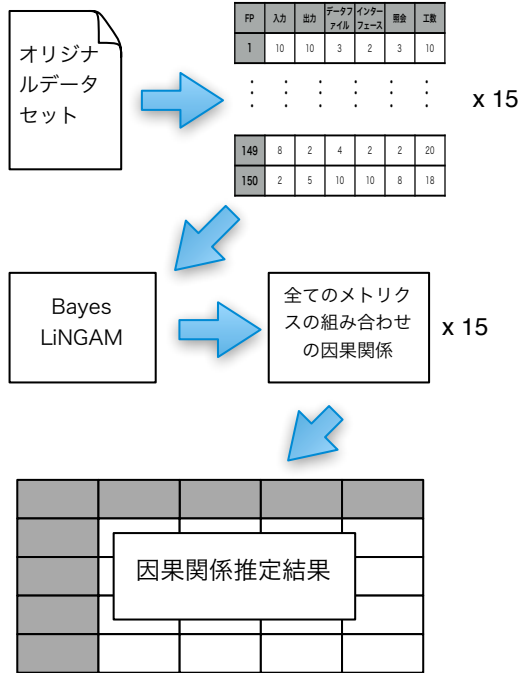 オリジナ
ルデータ
セット
FP 入力 出力 データフ
ァイル インター
フェース 照会 工数
1 10 10 3 2 3 10
x 15
149 8 2 4 2 2 20
150 2 5 10 10 8 18
Bayes
LiNGAM
全てのメトリク
スの組み合わせ
の因果関係
x 15
因果関係推定結果